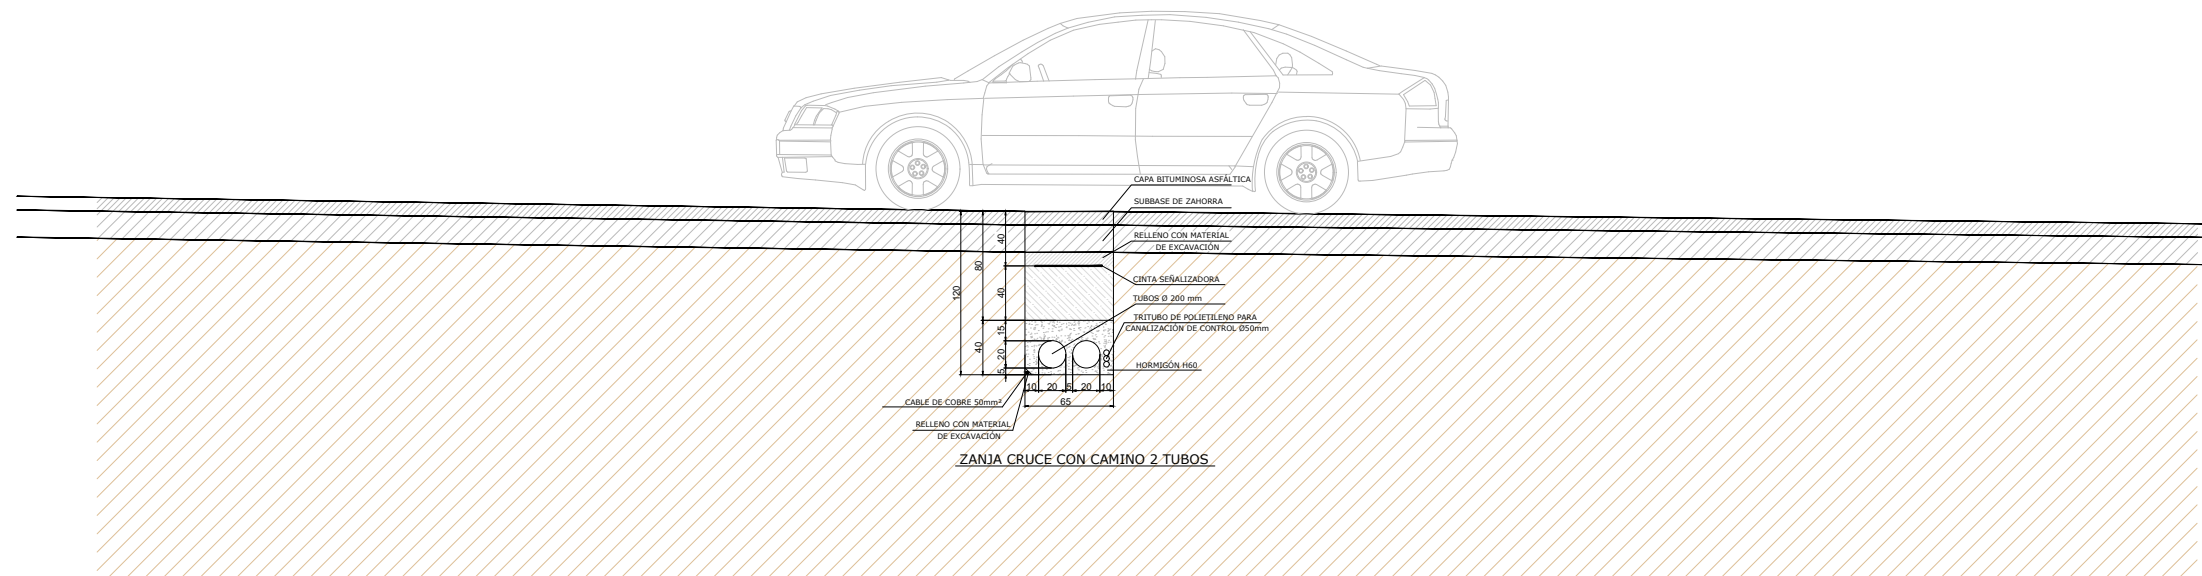 CAPA BITUMINOSA ASFÁLTICA
SUBBASE DE ZAHORRA
RELLENO CON MATERIAL
DE EXCAVACIÓN
CINTA SEÑALIZADORA
TUBOS Ø 200 mm
TRITUBO DE POLIETILENO PARA
CANALIZACIÓN DE CONTROL Ø50mm
HORMIGÓN H60
120
80
40
40
40
15
20
5
10 20 5 20 10
65
CABLE DE COBRE 50mm²
RELLENO CON MATERIAL
DE EXCAVACIÓN
ZANJA CRUCE CON CAMINO 2 TUBOS